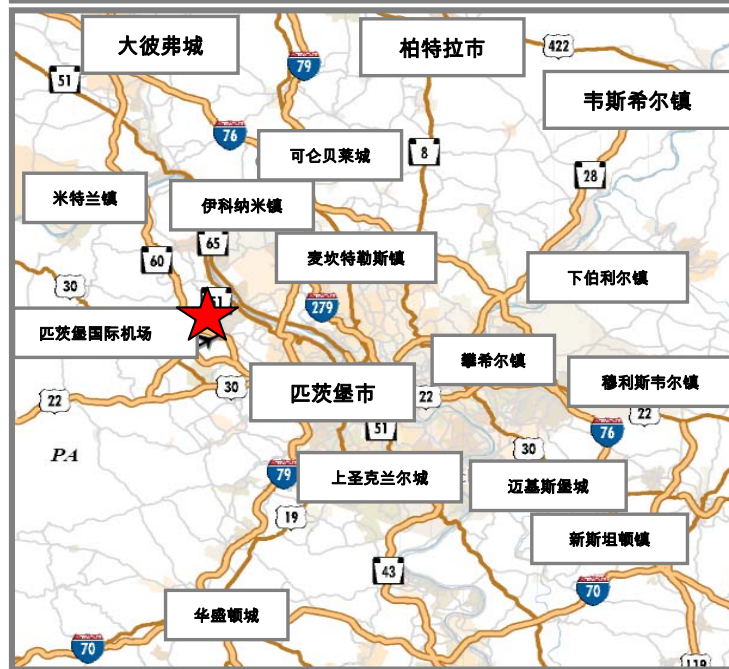 大彼弗城
柏特拉市
422
51
79
韦斯希尔镇
76
可仑贝莱城
8
28
米特兰镇
伊科纳米镇
65
麦坎特勒斯镇
60
下伯利尔镇
30
51
279
匹茨堡国际机场
攀希尔镇
30
匹茨堡市
22
穆利斯韦尔镇
22
22
51
76
PA
30
79
上圣克兰尔城
迈基斯堡城
19
新斯坦顿镇
43
70
华盛顿城
70
119